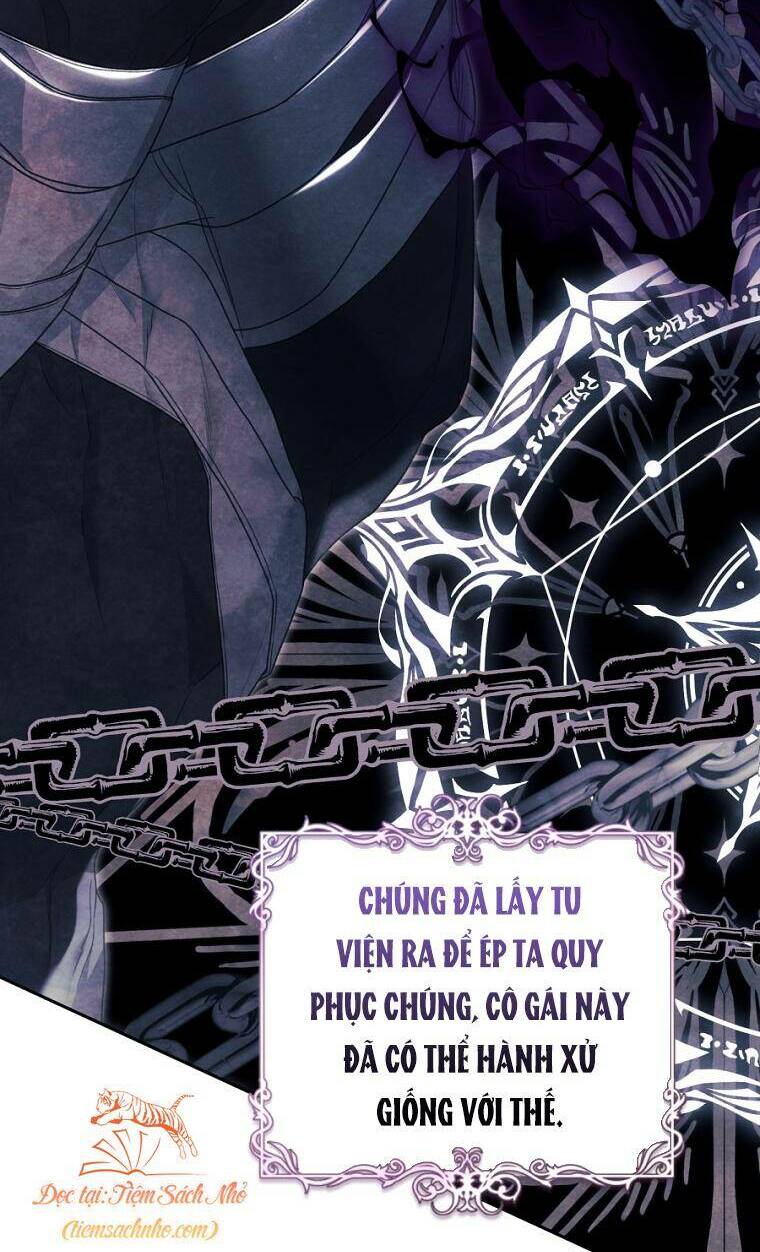 CHÚNG ĐÃ LẤY TU
VIỆN RA ĐỂ ÉP TA QUY
PHỤC CHÚNG, CÔ GÁI NÀY
ĐÃ CÓ THỂ HÀNH XỬ
GIỐNG VỚI THẾ.
Đọc tại: Tiệm Sách Nhỏ
(tiemsachnho.com)